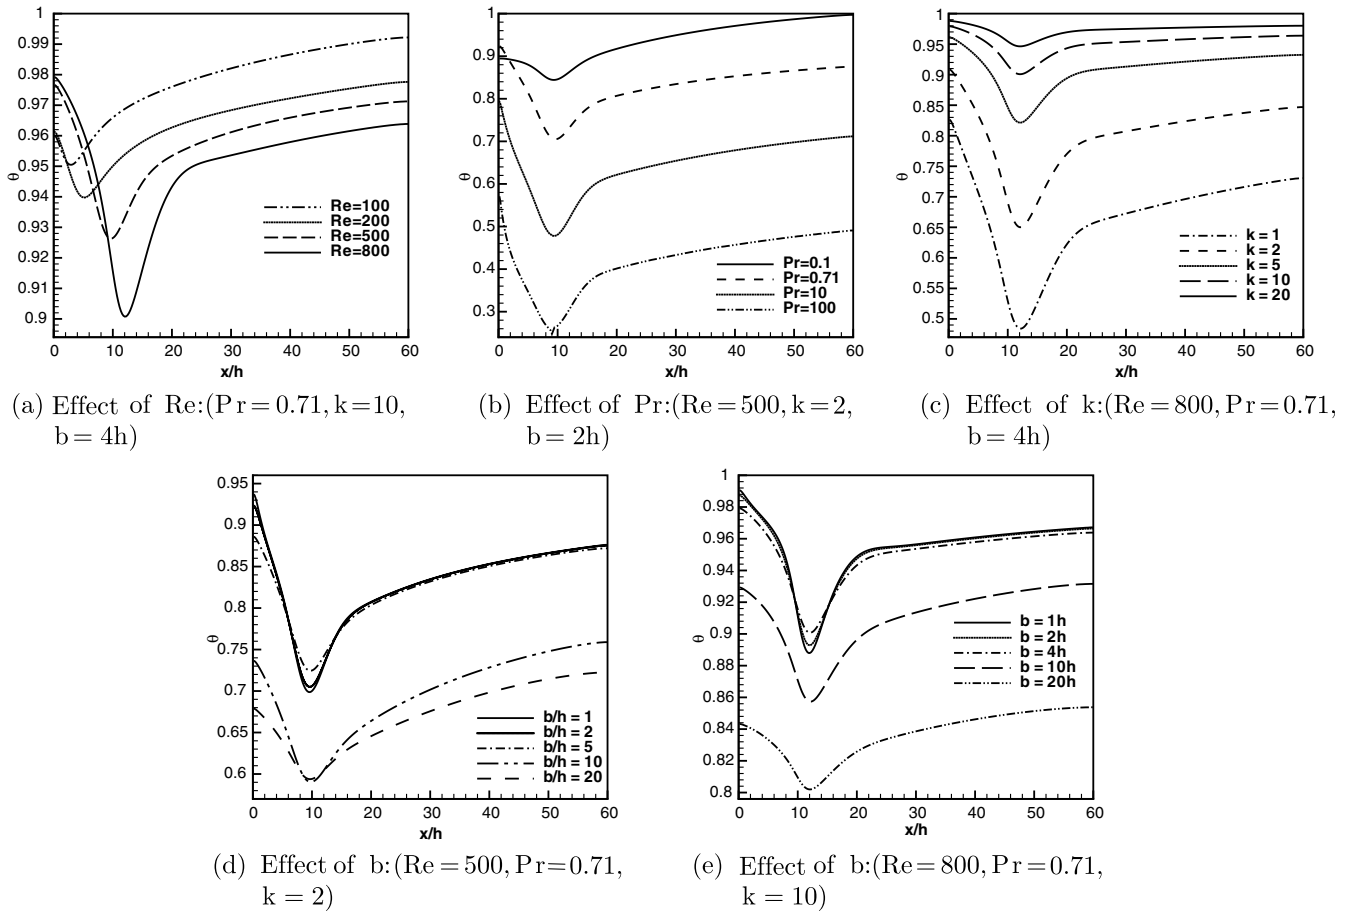 1
0.99
0.98
0.97
0.96
0.95
0.94
0.93
0.92
0.91
0.9
θ
0 10 20 30 40 50 60
x/h
Re=100
Re=200
Re=500
Re=800
(a) Effect of Re:(Pr = 0.71, k=10,
b = 4h)
1
0.9
0.8
0.7
0.6
0.5
0.4
0.3
θ
0 10 20 30 40 50 60
x/h
Pr=0.1
Pr=0.71
Pr=10
Pr=100
(b) Effect of Pr:(Re = 500, k = 2,
b = 2h)
1
0.95
0.9
0.85
0.8
0.75
0.7
0.65
0.6
0.55
0.5
θ
0 10 20 30 40 50 60
x/h
k = 1
k = 2
k = 5
k = 10
k = 20
(c) Effect of k:(Re = 800, Pr = 0.71,
b = 4h)
0.95
0.9
0.85
0.8
0.75
0.7
0.65
0.6
θ
0 10 20 30 40 50 60
x/h
b/h = 1
b/h = 2
b/h = 5
b/h = 10
b/h = 20
(d) Effect of b:(Re = 500, Pr = 0.71,
k = 2)
1
0.98
0.96
0.94
0.92
0.9
0.88
0.86
0.84
0.82
0.8
θ
0 10 20 30 40 50 60
x/h
b = 1h
b = 2h
b = 4h
b = 10h
b = 20h
(e) Effect of b:(Re = 800, Pr = 0.71,
k = 10)